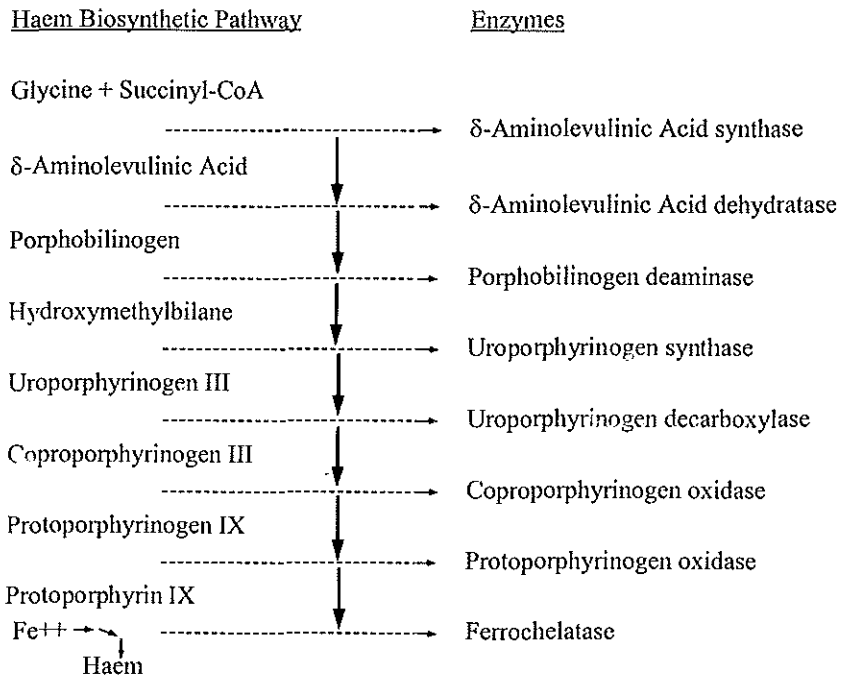 Haem Biosynthetic Pathway Enzymes
Glycine + Succinyl-CoA
δ-Aminolevulinic Acid synthase
δ-Aminolevulinic Acid
δ-Aminolevulinic Acid dehydratase
Porphobilinogen
Porphobilinogen deaminase
Hydroxymethylbilane
Uroporphyrinogen synthase
Uroporphyrinogen III
Uroporphyrinogen decarboxylase
Coproporphyrinogen III
Coproporphyrinogen oxidase
Protoporphyrinogen IX
Protoporphyrinogen oxidase
Protoporphyrin IX
Fe++
Ferrochelatase
Haem